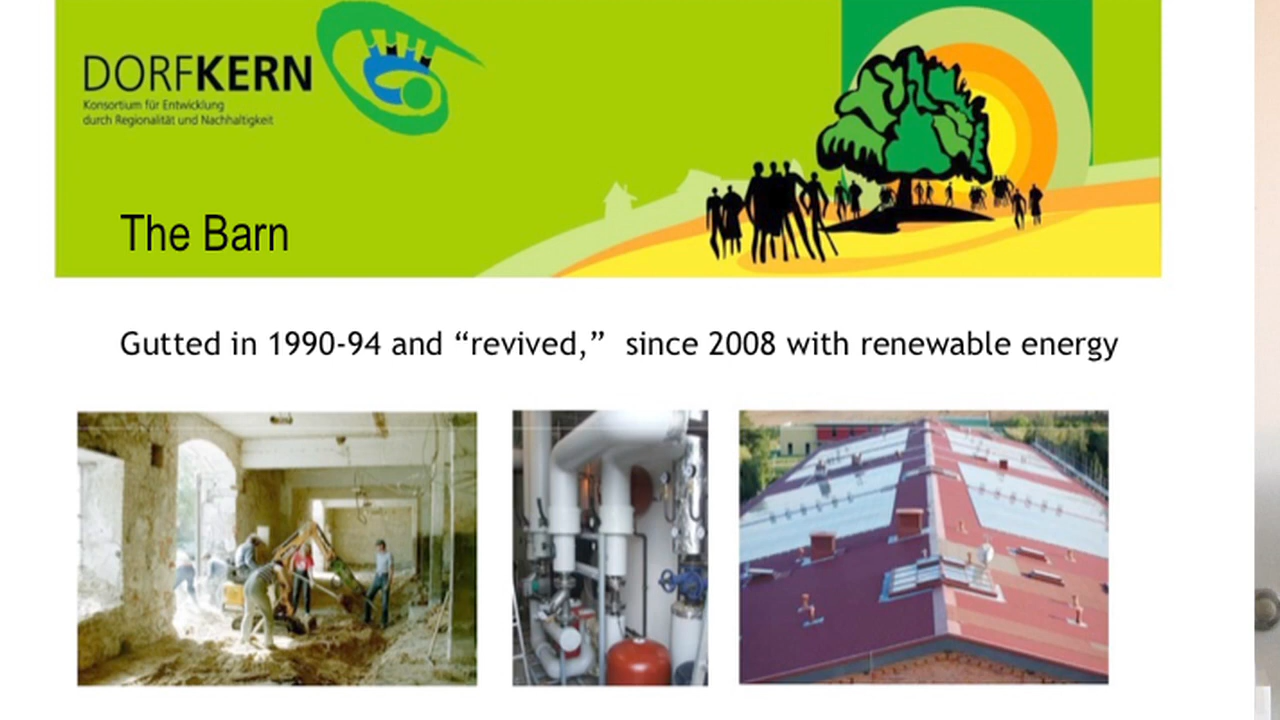 DORFKERN
Konsortium für Entwicklung
durch Regionalität und Nachhaltigkeit
The Barn
Gutted in 1990-94 and “revived,”  since 2008 with renewable energy